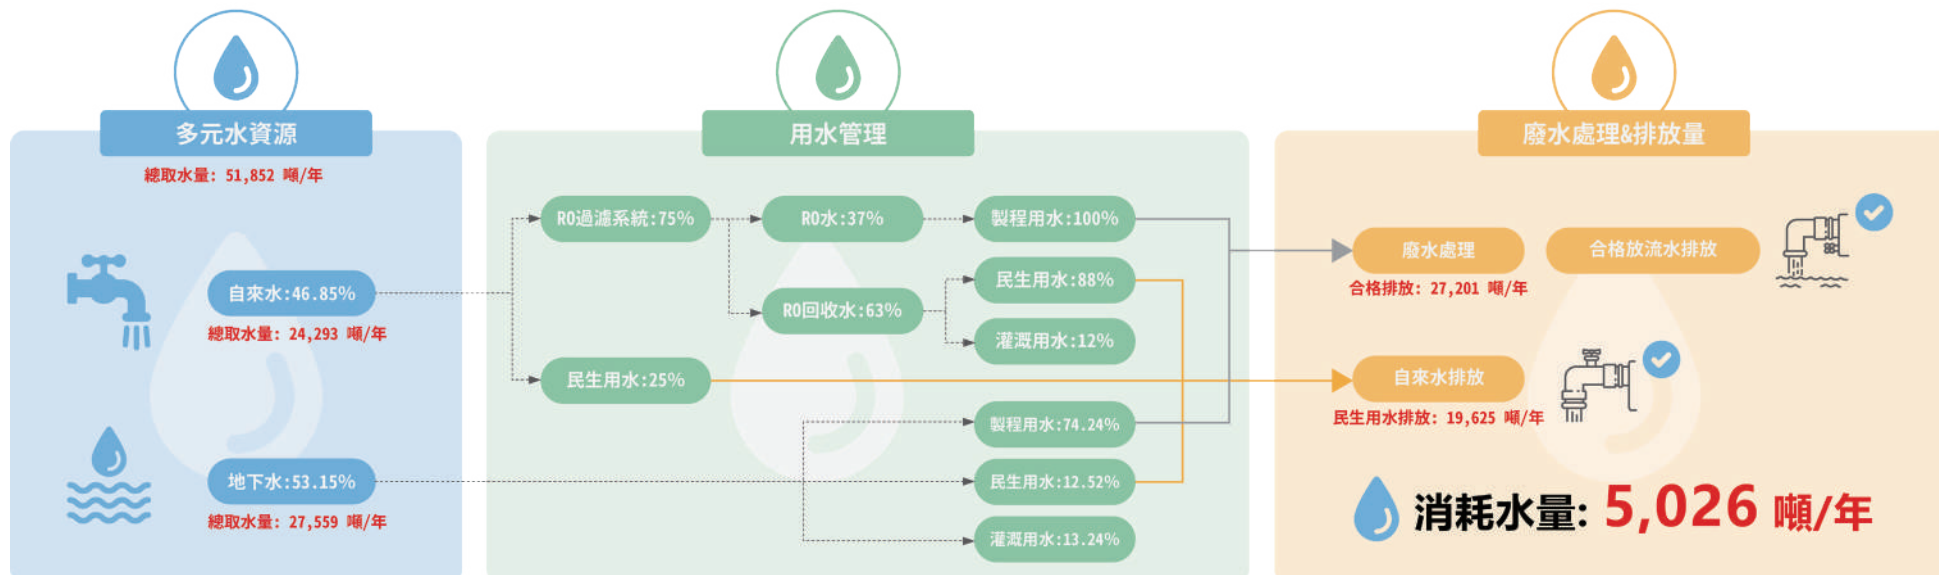 多元水資源
總取水量: 51,852 噸/年
自來水:46.85%
總取水量: 24,293 噸/年
地下水:53.15%
總取水量: 27,559 噸/年
用水管理
RO過濾系統:75%
RO水:37%
製程用水:100%
民生用水:88%
RO回收水:63%
灌溉用水:12%
民生用水:25%
製程用水:74.24%
民生用水:12.52%
灌溉用水:13.24%
廢水處理&排放量
廢水處理
合格放流水排放
合格排放: 27,201 噸/年
自來水排放
民生用水排放: 19,625 噸/年
消耗水量: 5,026 噸/年